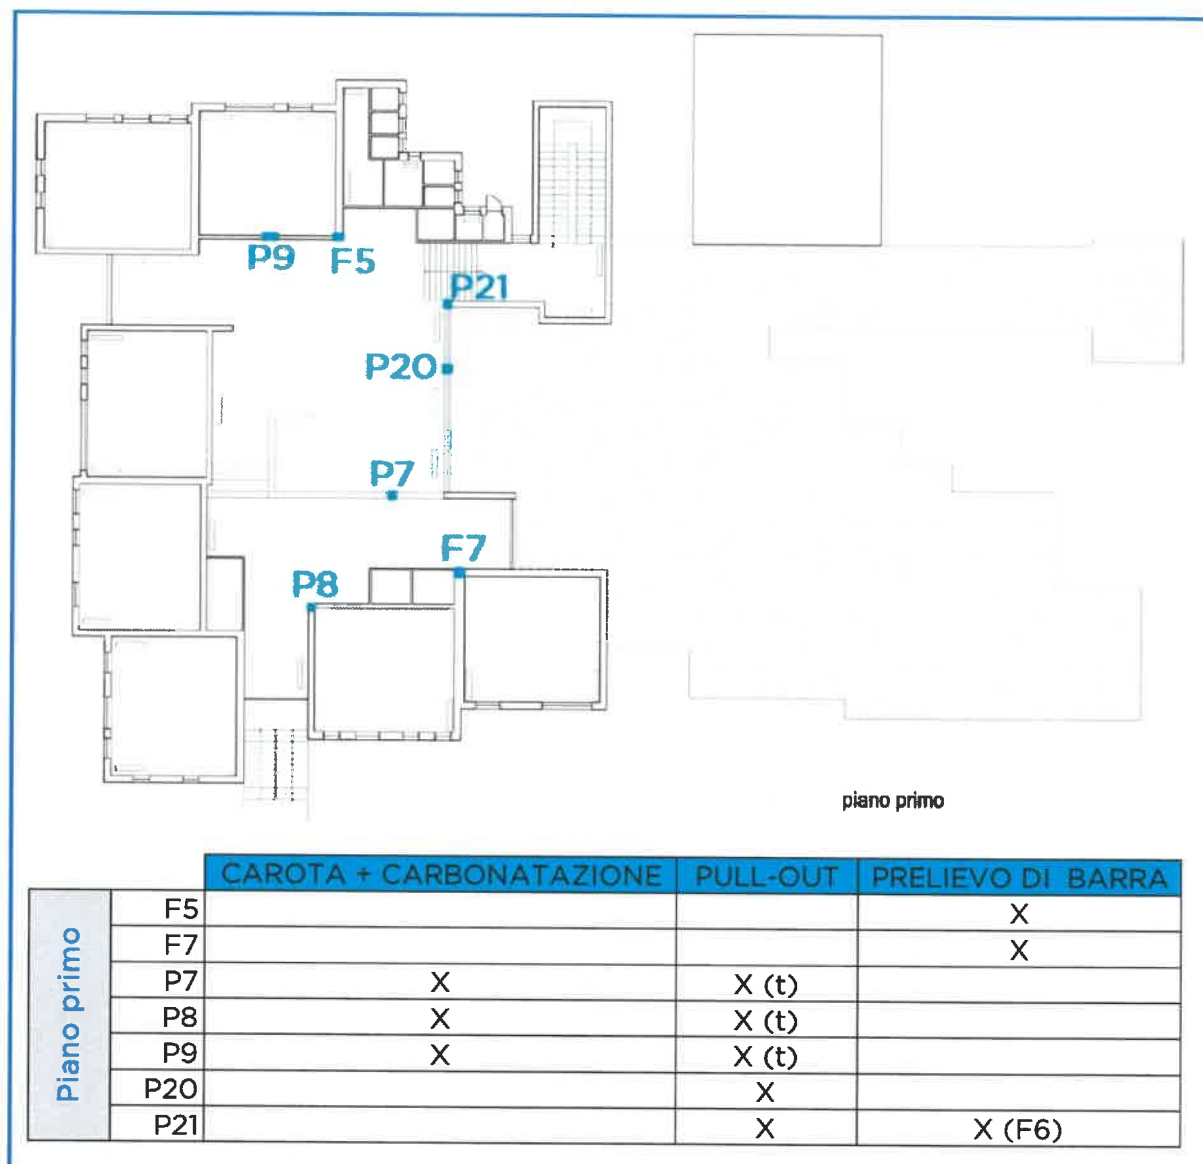 P9 F5
P21
P20
P7
F7
P8
piano primo
CAROTA + CARBONATAZIONE PULL-OUT PRELIEVO DI BARRA
Piano primo
F5 X
F7 X
P7 X X (t)
P8 X X (t)
P9 X X (t)
P20 X
P21 X X (F6)